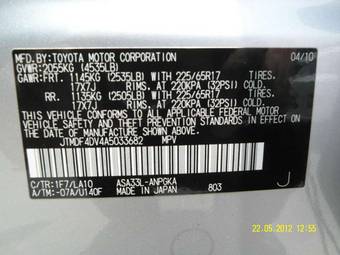 MFD.BY:TOYOTA MOTOR CORPORATION 04/10
GVWR:2055KG (4535LB)
GAWR:FRT. 1145KG (2535LB) WITH 225/65R17 TIRES.
17X7J RIMS. AT 220KPA (32PSI) COLD
RR. 1135KG (2505LB) WITH 225/65R17 TIRES.
17X7J RIMS. AT 220KPA (32PSI) COLD
THIS VEHICLE CONFORMS TO ALL APPLICABLE FEDERAL
MOTOR VEHICLE SAFETY
STANDARDS IN EFFECT ON THE DATE OF
MANUFACTURE SHOWN ABOVE.
JTMDF4DV4A5033682 MPV
C/TR:1F7/LA10 ASA33L-ANPGKA
A/TM:-07A/U140F MADE IN JAPAN 803
J
22.05.2012 12:55